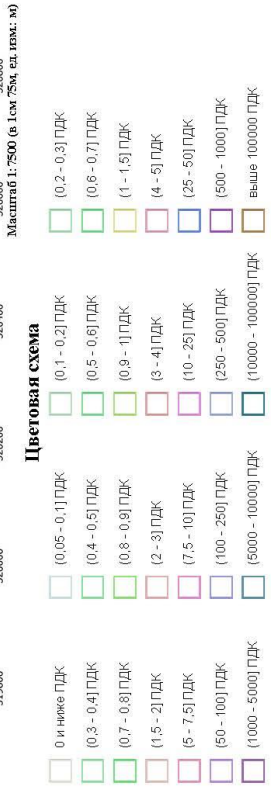 Масштаб 1: 7500 (в 1см 75м, ед. изм.: м)
Цветовая схема
0 и ниже ПДК (0,05 - 0,1] ПДК (0,1 - 0,2] ПДК (0,2 - 0,3] ПДК
(0,3 - 0,4] ПДК (0,4 - 0,5] ПДК (0,5 - 0,6] ПДК (0,6 - 0,7] ПДК
(0,7 - 0,8] ПДК (0,8 - 0,9] ПДК (0,9 - 1] ПДК (1 - 1,5] ПДК
(1,5 - 2] ПДК (2 - 3] ПДК (3 - 4] ПДК (4 - 5] ПДК
(5 - 7,5] ПДК (7,5 - 10] ПДК (10 - 25] ПДК (25 - 50] ПДК
(50 - 100] ПДК (100 - 250] ПДК (250 - 500] ПДК (500 - 1000] ПДК
(1000 - 5000] ПДК (5000 - 10000] ПДК (10000 - 100000] ПДК выше 100000 ПДК